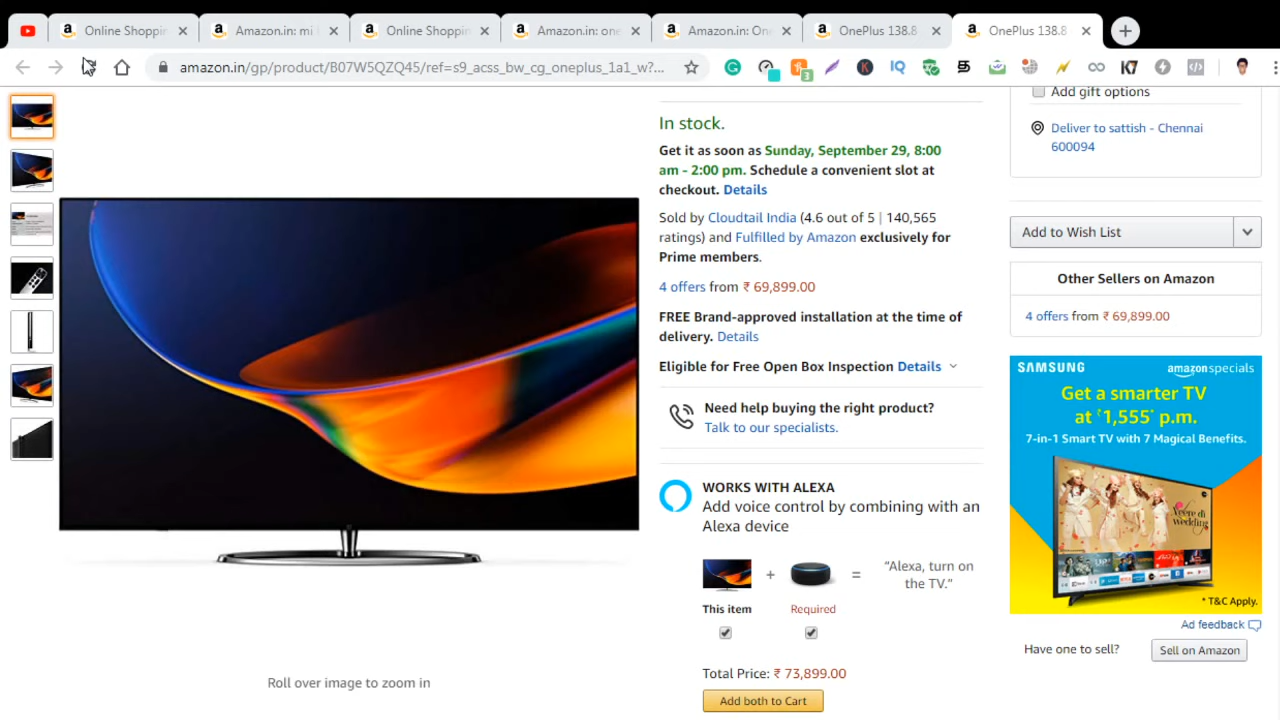 Online Shoppin
Amazon.in: mi l
Online Shoppin
Amazon.in: one
Amazon.in: On
OnePlus 138.8
OnePlus 138.8
amazon.in/gp/product/B07W5QZQ45/ref=s9_acss_bw_cg_oneplus_1a1_w?...
3
K7
Add gift options
Deliver to sattish - Chennai
600094
In stock.
Get it as soon as Sunday, September 29, 8:00
am - 2:00 pm. Schedule a convenient slot at
checkout. Details
Sold by Cloudtail India (4.6 out of 5 | 140,565
ratings) and Fulfilled by Amazon exclusively for
Prime members.
4 offers from ₹ 69,899.00
FREE Brand-approved installation at the time of
delivery. Details
Eligible for Free Open Box Inspection Details
Need help buying the right product?
Talk to our specialists.
WORKS WITH ALEXA
Add voice control by combining with an
Alexa device
+
=
“Alexa, turn on
the TV.”
This item
Required
Total Price: ₹ 73,899.00
Add both to Cart
Roll over image to zoom in
Add to Wish List
Other Sellers on Amazon
4 offers from ₹ 69,899.00
SAMSUNG
amazonspecials
Get a smarter TV
at ₹1,555* p.m.
7-in-1 Smart TV with 7 Magical Benefits.
Veere di
Wedding
* T&C Apply.
Ad feedback
Have one to sell?
Sell on Amazon